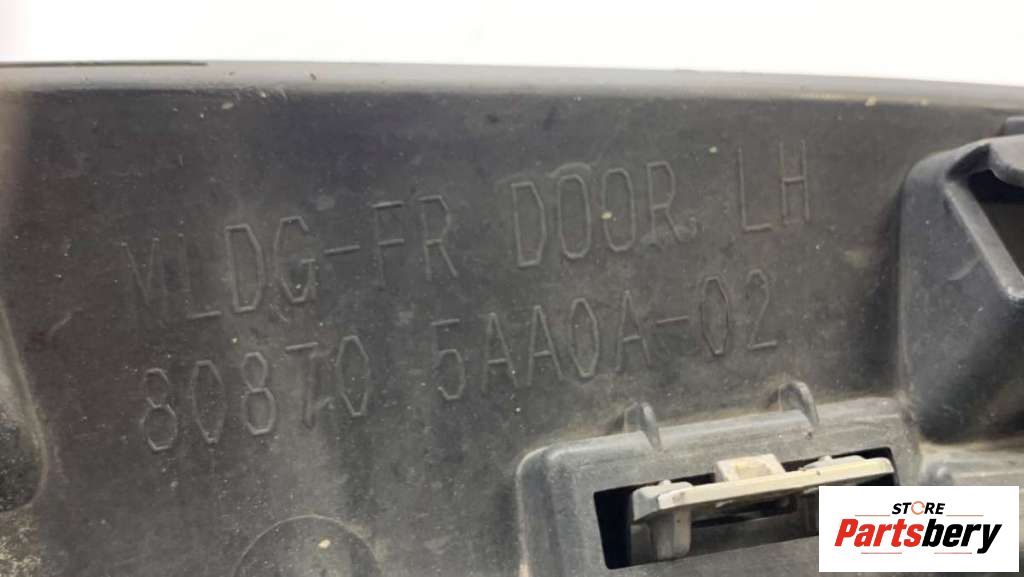 MLDG-FR DOOR, LH
80870 5AA0A-02
STORE
Partsbery